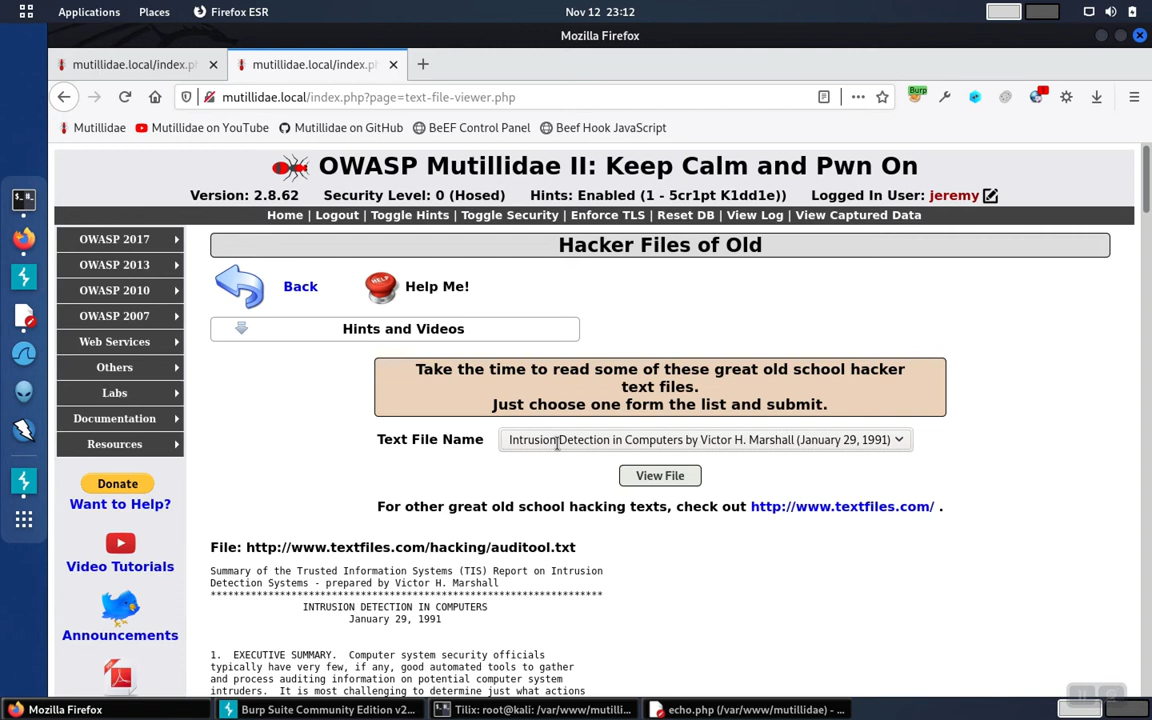 Applications Places Firefox ESR Nov 12 23:12
Mozilla Firefox
mutillidae.local/index.ph mutillidae.local/index.ph
mutillidae.local/index.php?page=text-file-viewer.php Burp
Mutillidae Mutillidae on YouTube Mutillidae on GitHub BeEF Control Panel Beef Hook JavaScript
OWASP Mutillidae II: Keep Calm and Pwn On
Version: 2.8.62 Security Level: 0 (Hosed) Hints: Enabled (1 - 5cr1pt K1dd1e)) Logged In User: jeremy
Home | Logout | Toggle Hints | Toggle Security | Enforce TLS | Reset DB | View Log | View Captured Data
OWASP 2017
OWASP 2013
OWASP 2010
OWASP 2007
Web Services
Others
Labs
Documentation
Resources
Donate
Want to Help?
Video Tutorials
Announcements
Hacker Files of Old
Back HELP Help Me!
Hints and Videos
Take the time to read some of these great old school hacker
text files.
Just choose one form the list and submit.
Text File Name Intrusion Detection in Computers by Victor H. Marshall (January 29, 1991)
View File
For other great old school hacking texts, check out http://www.textfiles.com/ .
File: http://www.textfiles.com/hacking/auditool.txt
Summary of the Trusted Information Systems (TIS) Report on Intrusion
Detection Systems - prepared by Victor H. Marshall
********************************************************************
INTRUSION DETECTION IN COMPUTERS
January 29, 1991
1. EXECUTIVE SUMMARY. Computer system security officials
typically have very few, if any, good automated tools to gather
and process auditing information on potential computer system
intruders. It is most challenging to determine just what actions
Mozilla Firefox Burp Suite Community Edition v2... Tilix: root@kali: /var/www/mutilli... echo.php (/var/www/mutillidae) - ...